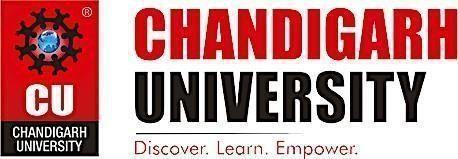 ®
CU
CHANDIGARH
UNIVERSITY
CHANDIGARH
UNIVERSITY
Discover. Learn. Empower.